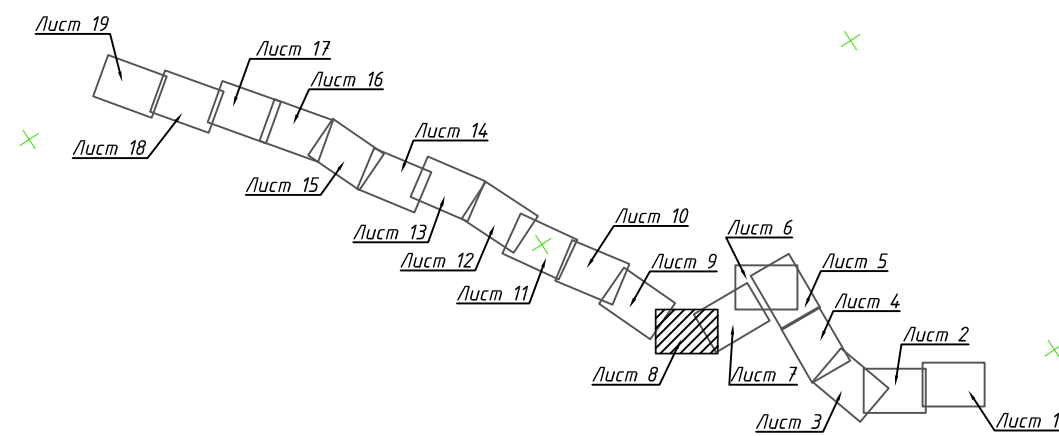 Лист 19
Лист 17
Лист 16
Лист 14
Лист 18
Лист 15
Лист 13
Лист 10
Лист 6
Лист 12
Лист 9
Лист 5
Лист 11
Лист 4
Лист 2
Лист 8
Лист 7
Лист 3
Лист 1